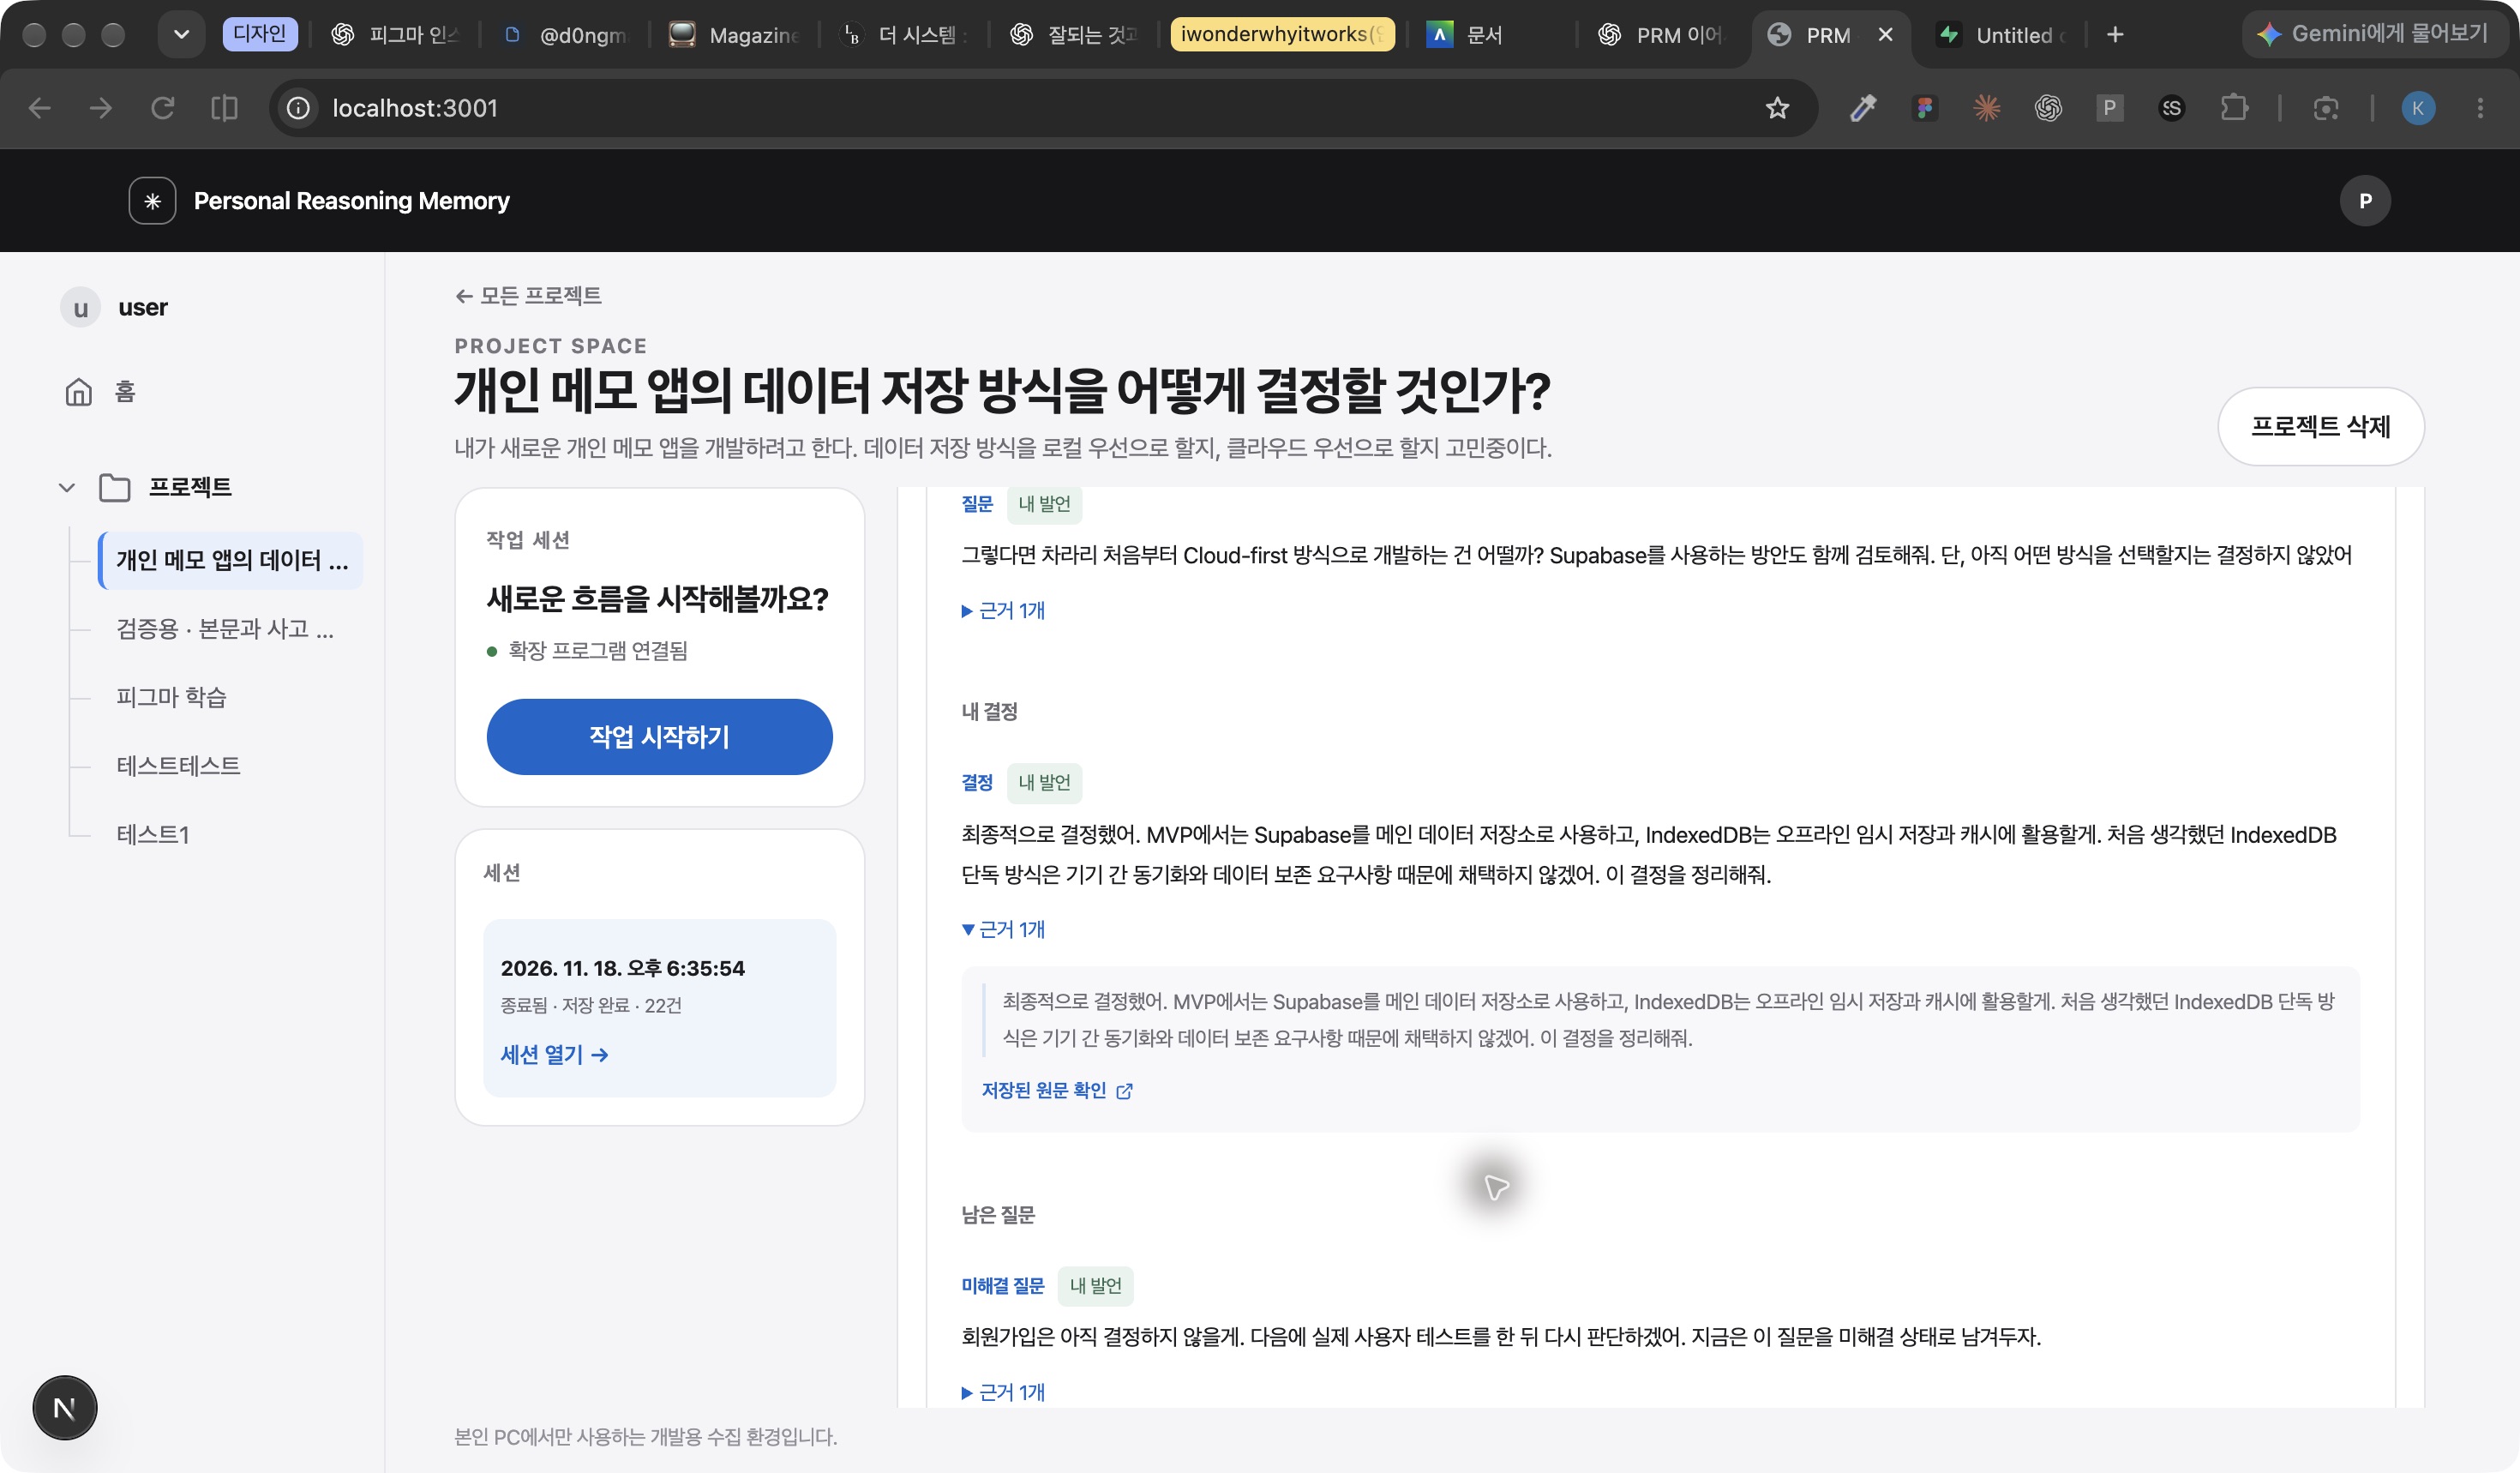 디자인
피그마 인스
@d0ngm
Magazine
더 시스템 :
잘되는 것과
iwonderwhyitworks(
문서
PRM 이어
PRM
Untitled
Gemini에게 물어보기
localhost:3001
K
Personal Reasoning Memory
P
u user
홈
프로젝트
개인 메모 앱의 데이터 ...
검증용 · 본문과 사고 ...
피그마 학습
테스트테스트
테스트1
← 모든 프로젝트
PROJECT SPACE
개인 메모 앱의 데이터 저장 방식을 어떻게 결정할 것인가?
내가 새로운 개인 메모 앱을 개발하려고 한다. 데이터 저장 방식을 로컬 우선으로 할지, 클라우드 우선으로 할지 고민중이다.
프로젝트 삭제
작업 세션
새로운 흐름을 시작해볼까요?
확장 프로그램 연결됨
작업 시작하기
세션
2026. 11. 18. 오후 6:35:54
종료됨 · 저장 완료 · 22건
세션 열기 →
질문 내 발언
그렇다면 차라리 처음부터 Cloud-first 방식으로 개발하는 건 어떨까? Supabase를 사용하는 방안도 함께 검토해줘. 단, 아직 어떤 방식을 선택할지는 결정하지 않았어
▶ 근거 1개
내 결정
결정 내 발언
최종적으로 결정했어. MVP에서는 Supabase를 메인 데이터 저장소로 사용하고, IndexedDB는 오프라인 임시 저장과 캐시에 활용할게. 처음 생각했던 IndexedDB
단독 방식은 기기 간 동기화와 데이터 보존 요구사항 때문에 채택하지 않겠어. 이 결정을 정리해줘.
▼ 근거 1개
최종적으로 결정했어. MVP에서는 Supabase를 메인 데이터 저장소로 사용하고, IndexedDB는 오프라인 임시 저장과 캐시에 활용할게. 처음 생각했던 IndexedDB 단독 방
식은 기기 간 동기화와 데이터 보존 요구사항 때문에 채택하지 않겠어. 이 결정을 정리해줘.
저장된 원문 확인
남은 질문
미해결 질문 내 발언
회원가입은 아직 결정하지 않을게. 다음에 실제 사용자 테스트를 한 뒤 다시 판단하겠어. 지금은 이 질문을 미해결 상태로 남겨두자.
▶ 근거 1개
N
본인 PC에서만 사용하는 개발용 수집 환경입니다.